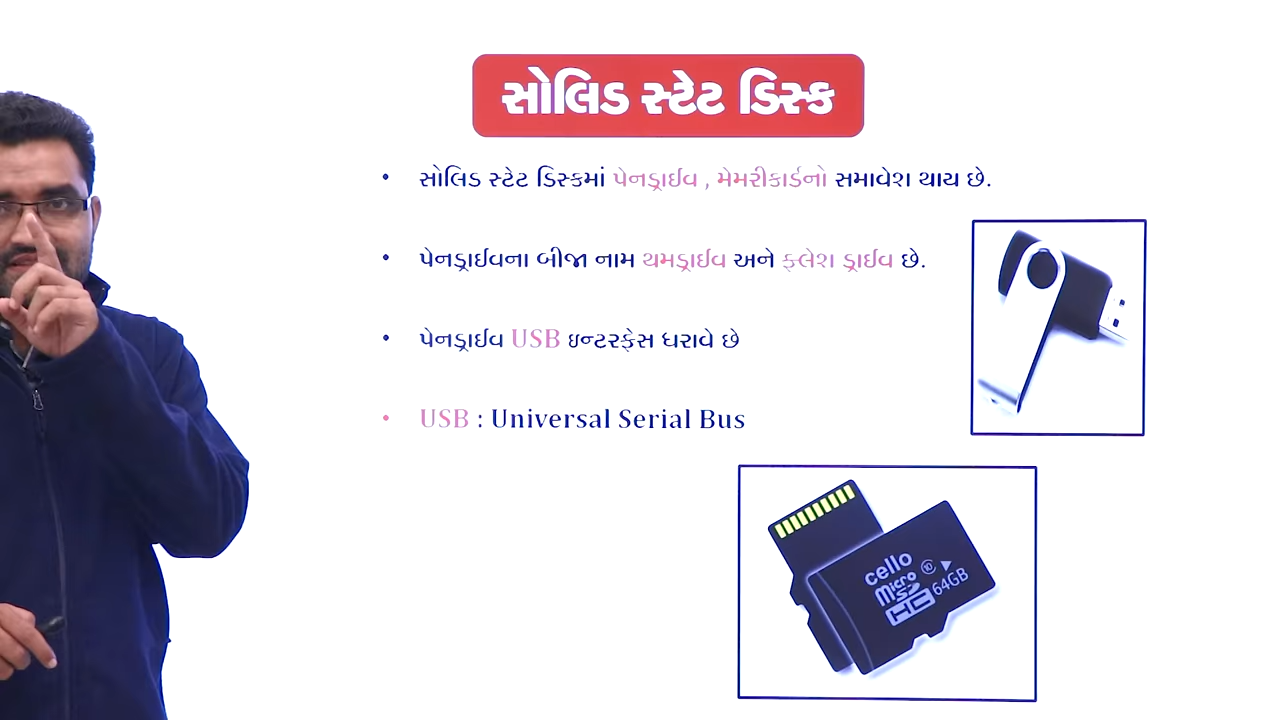 સોલિડ સ્ટેટ ડિસ્ક
• સોલિડ સ્ટેટ ડિસ્કમાં પેનડ્રાઈવ , મેમરીકાર્ડનો સમાવેશ થાય છે.
• પેનડ્રાઈવના બીજા નામ થમડ્રાઈવ અને ફ્લેશ ડ્રાઈવ છે.
• પેનડ્રાઈવ USB ઇન્ટરફેસ ધરાવે છે
• USB : Universal Serial Bus
cello
Micro
SD
HC
10
64GB